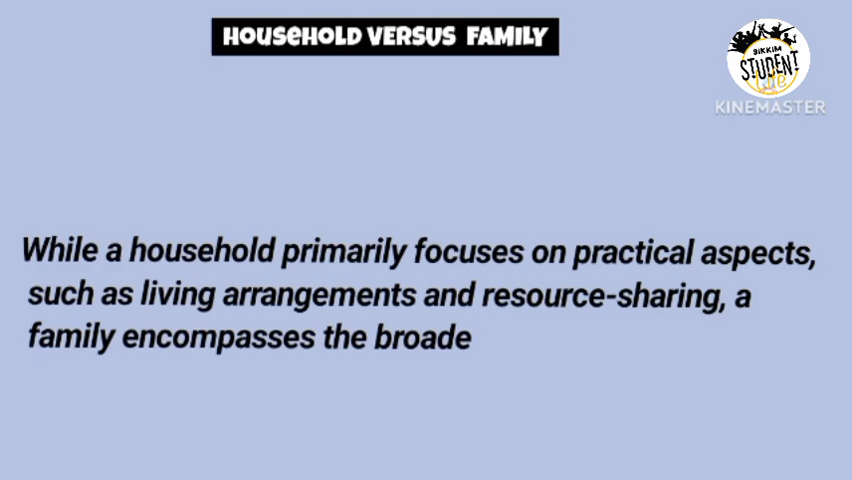 HOUSEHOLD VERSUS FAMILY
SIKKIM
STUDENT
Life
KINEMASTER
While a household primarily focuses on practical aspects,
such as living arrangements and resource-sharing, a
family encompasses the broade